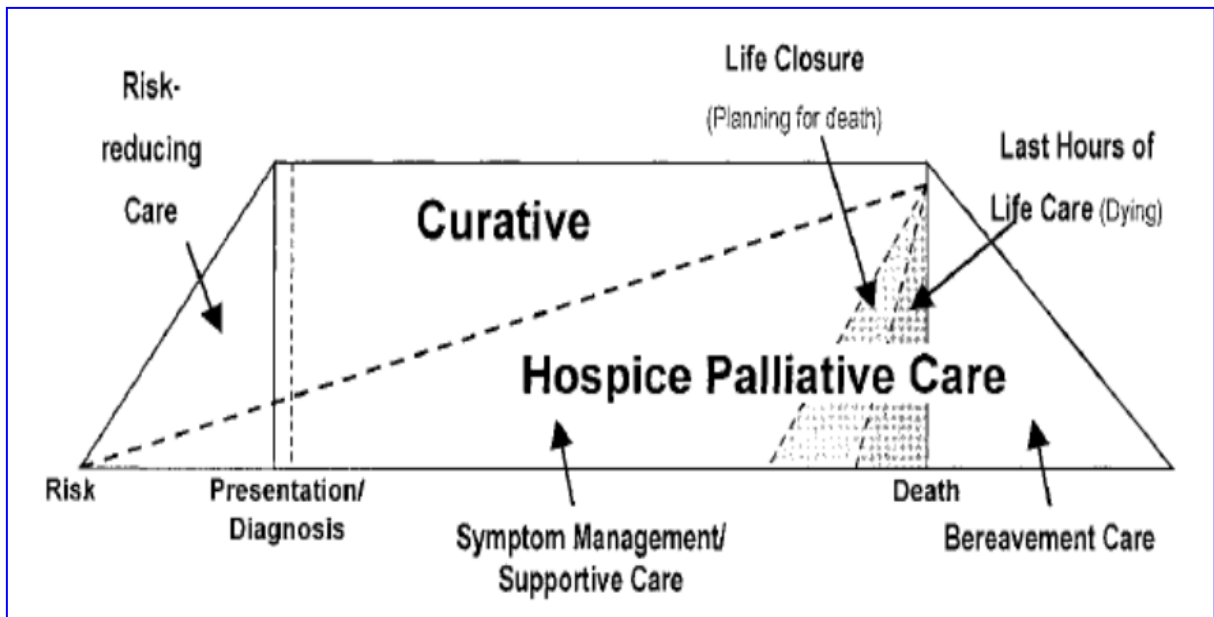 Risk-
reducing
Care
Life Closure
(Planning for death)
Last Hours of
Life Care (Dying)
Curative
Hospice Palliative Care
Risk
Presentation/
Diagnosis
Death
Symptom Management/
Supportive Care
Bereavement Care